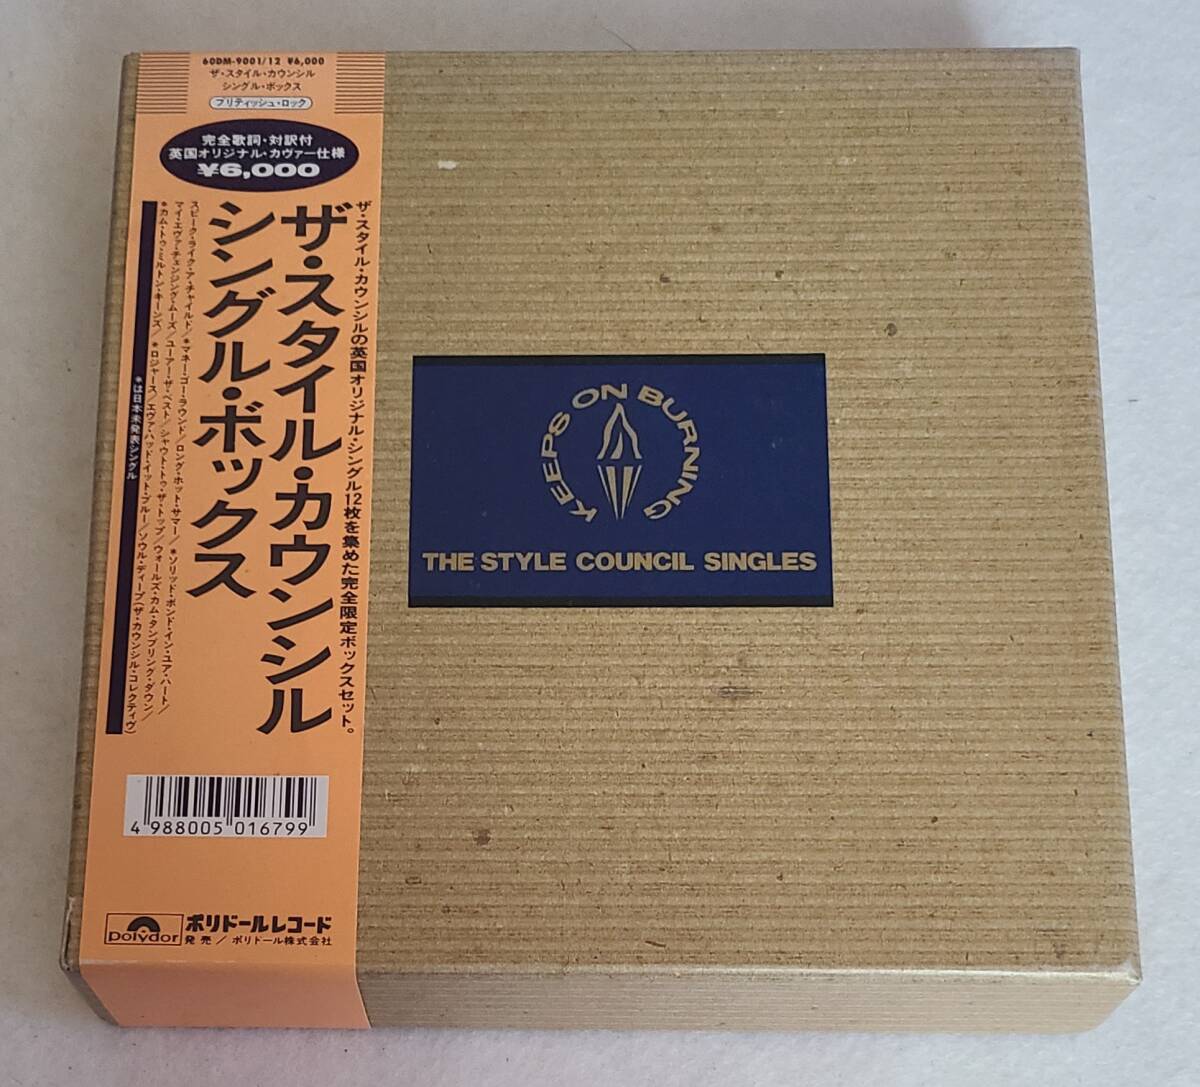 60DM-9001/12 ¥6,000
ザ・スタイル・カウンシル
シングル・ボックス
ブリティッシュ・ロック
完全歌詞・対訳付
英国オリジナル・カヴァー仕様
¥6,000
ザ・スタイル・カウンシルの英国オリジナル・シングル12枚を集めた完全限定ボックスセット。
ザ・スタイル・カウンシル
シングル・ボックス
スピーク・ライク・ア・チャイルド/*マネー・ゴー・ラウンド/ロング・ホット・サマー/*ソリッド・ボンド・イン・ユア・ハート/
マイ・エヴァ・チェンジング・ムーズ/ユーアー・ザ・ベスト/シャウト・トゥ・ザ・トップ/ウォールズ・カム・タンブリング・ダウン/
*カム・トゥ・ミルトン・キーンズ/*ロジャース/エヴァ・ハッド・イット・ブルー/ソウル・ディープ(ザ・カウンシル・コレクティヴ)
*は日本未発表シングル
4 988005 016799
Polydor
ポリドールレコード
発売/ポリドール株式会社
KEEPS ON BURNING
THE STYLE COUNCIL SINGLES